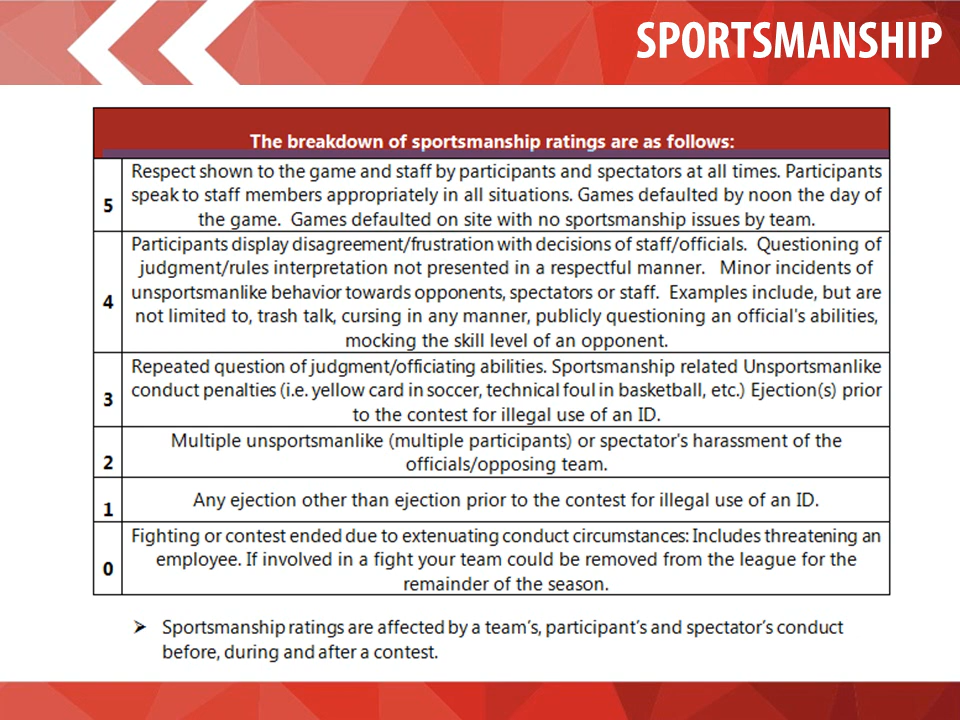 SPORTSMANSHIP
The breakdown of sportsmanship ratings are as follows:
5
Respect shown to the game and staff by participants and spectators at all times. Participants
speak to staff members appropriately in all situations. Games defaulted by noon the day of
the game. Games defaulted on site with no sportsmanship issues by team.
4
Participants display disagreement/frustration with decisions of staff/officials. Questioning of
judgment/rules interpretation not presented in a respectful manner. Minor incidents of
unsportsmanlike behavior towards opponents, spectators or staff. Examples include, but are
not limited to, trash talk, cursing in any manner, publicly questioning an official's abilities,
mocking the skill level of an opponent.
3
Repeated question of judgment/officiating abilities. Sportsmanship related Unsportsmanlike
conduct penalties (i.e. yellow card in soccer, technical foul in basketball, etc.) Ejection(s) prior
to the contest for illegal use of an ID.
2
Multiple unsportsmanlike (multiple participants) or spectator's harassment of the
officials/opposing team.
1
Any ejection other than ejection prior to the contest for illegal use of an ID.
0
Fighting or contest ended due to extenuating conduct circumstances: Includes threatening an
employee. If involved in a fight your team could be removed from the league for the
remainder of the season.
➢ Sportsmanship ratings are affected by a team's, participant's and spectator's conduct
before, during and after a contest.